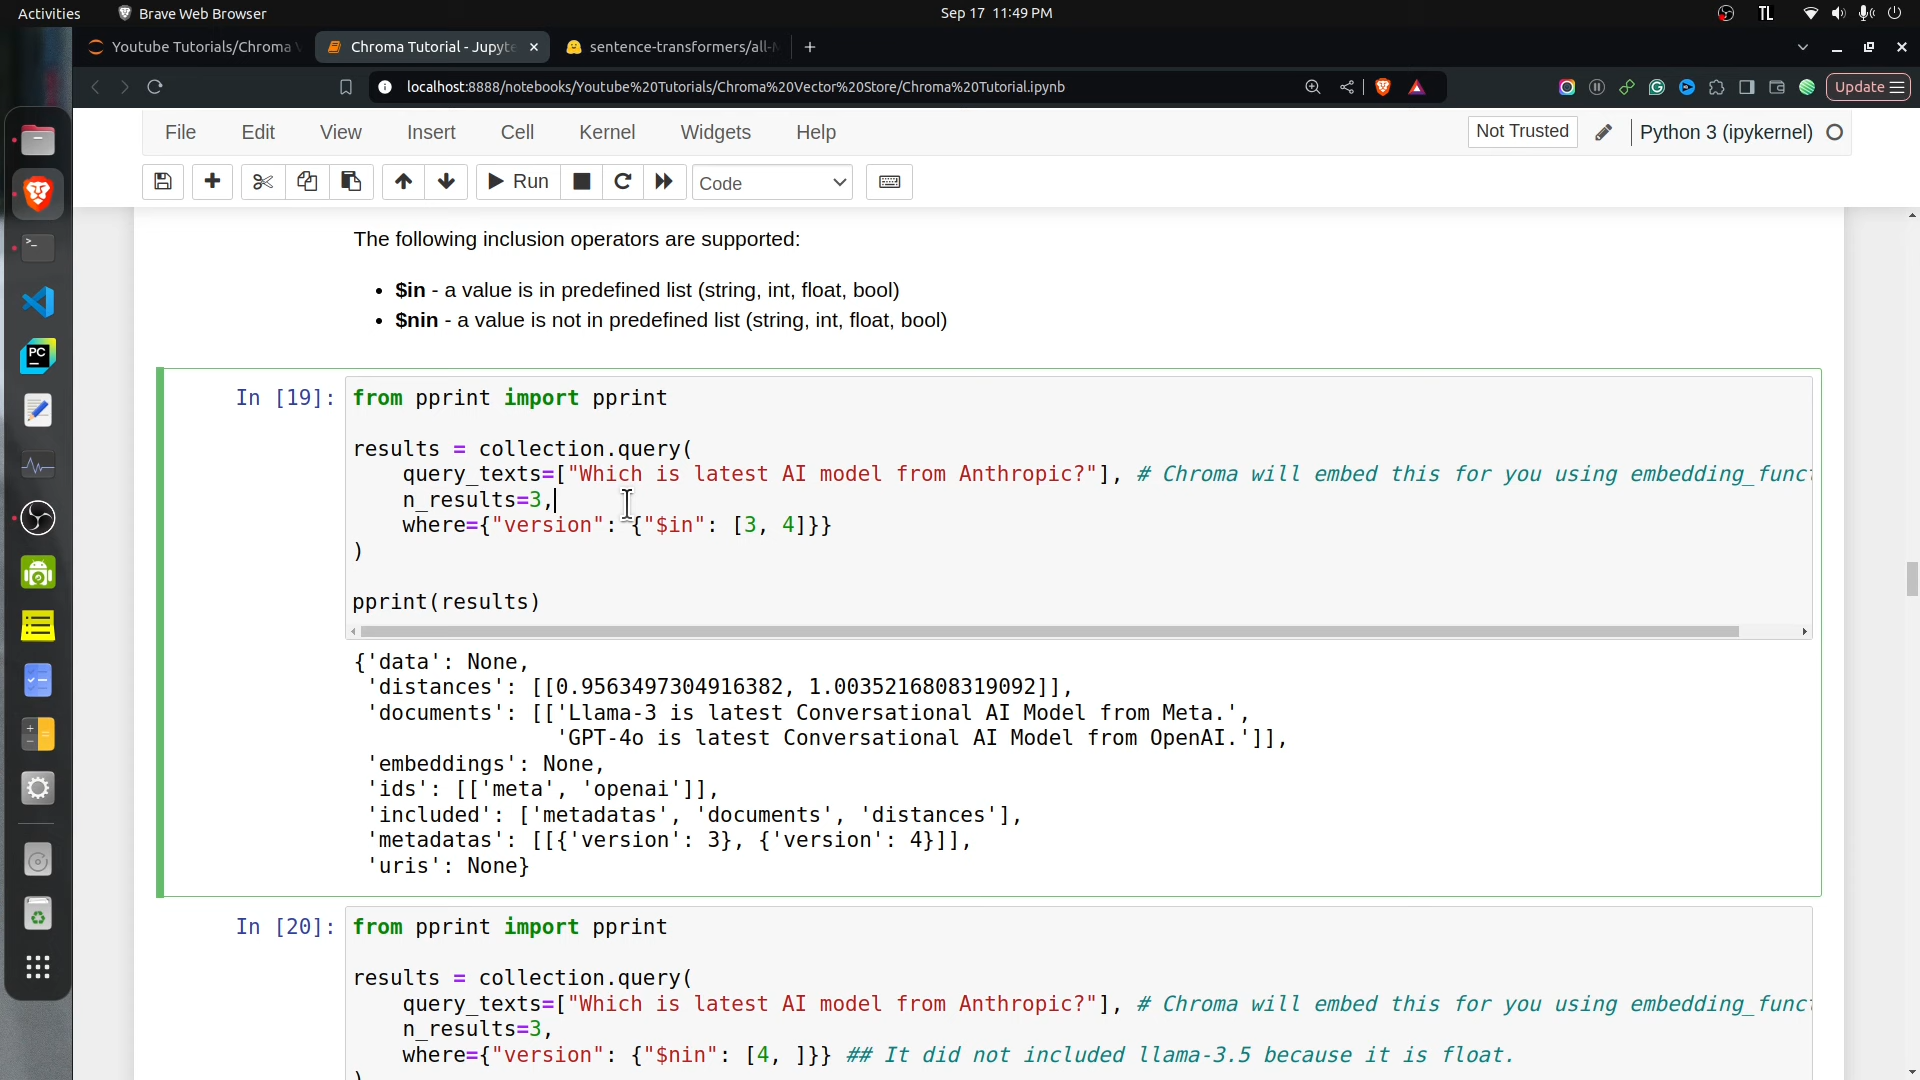 Activities
Brave Web Browser
Sep 17 11:49 PM
TL
Youtube Tutorials/Chroma
Chroma Tutorial - Jupyte
sentence-transformers/all-
localhost:8888/notebooks/Youtube%20Tutorials/Chroma%20Vector%20Store/Chroma%20Tutorial.ipynb
Update
File Edit View Insert Cell Kernel Widgets Help
Not Trusted
Python 3 (ipykernel)
Run
Code
PC
The following inclusion operators are supported:
• $in - a value is in predefined list (string, int, float, bool)
• $nin - a value is not in predefined list (string, int, float, bool)
In [19]: from pprint import pprint
results = collection.query(
query_texts=["Which is latest AI model from Anthropic?"], # Chroma will embed this for you using embedding_funct
n_results=3,
where={"version": {"$in": [3, 4]}}
)
pprint(results)
{'data': None,
'distances': [[0.9563497304916382, 1.0035216808319092]],
'documents': [['Llama-3 is latest Conversational AI Model from Meta.',
'GPT-4o is latest Conversational AI Model from OpenAI.']],
'embeddings': None,
'ids': [['meta', 'openai']],
'included': ['metadatas', 'documents', 'distances'],
'metadatas': [[{'version': 3}, {'version': 4}]],
'uris': None}
In [20]: from pprint import pprint
results = collection.query(
query_texts=["Which is latest AI model from Anthropic?"], # Chroma will embed this for you using embedding_funct
n_results=3,
where={"version": {"$nin": [4, ]}} ## It did not included llama-3.5 because it is float.
)